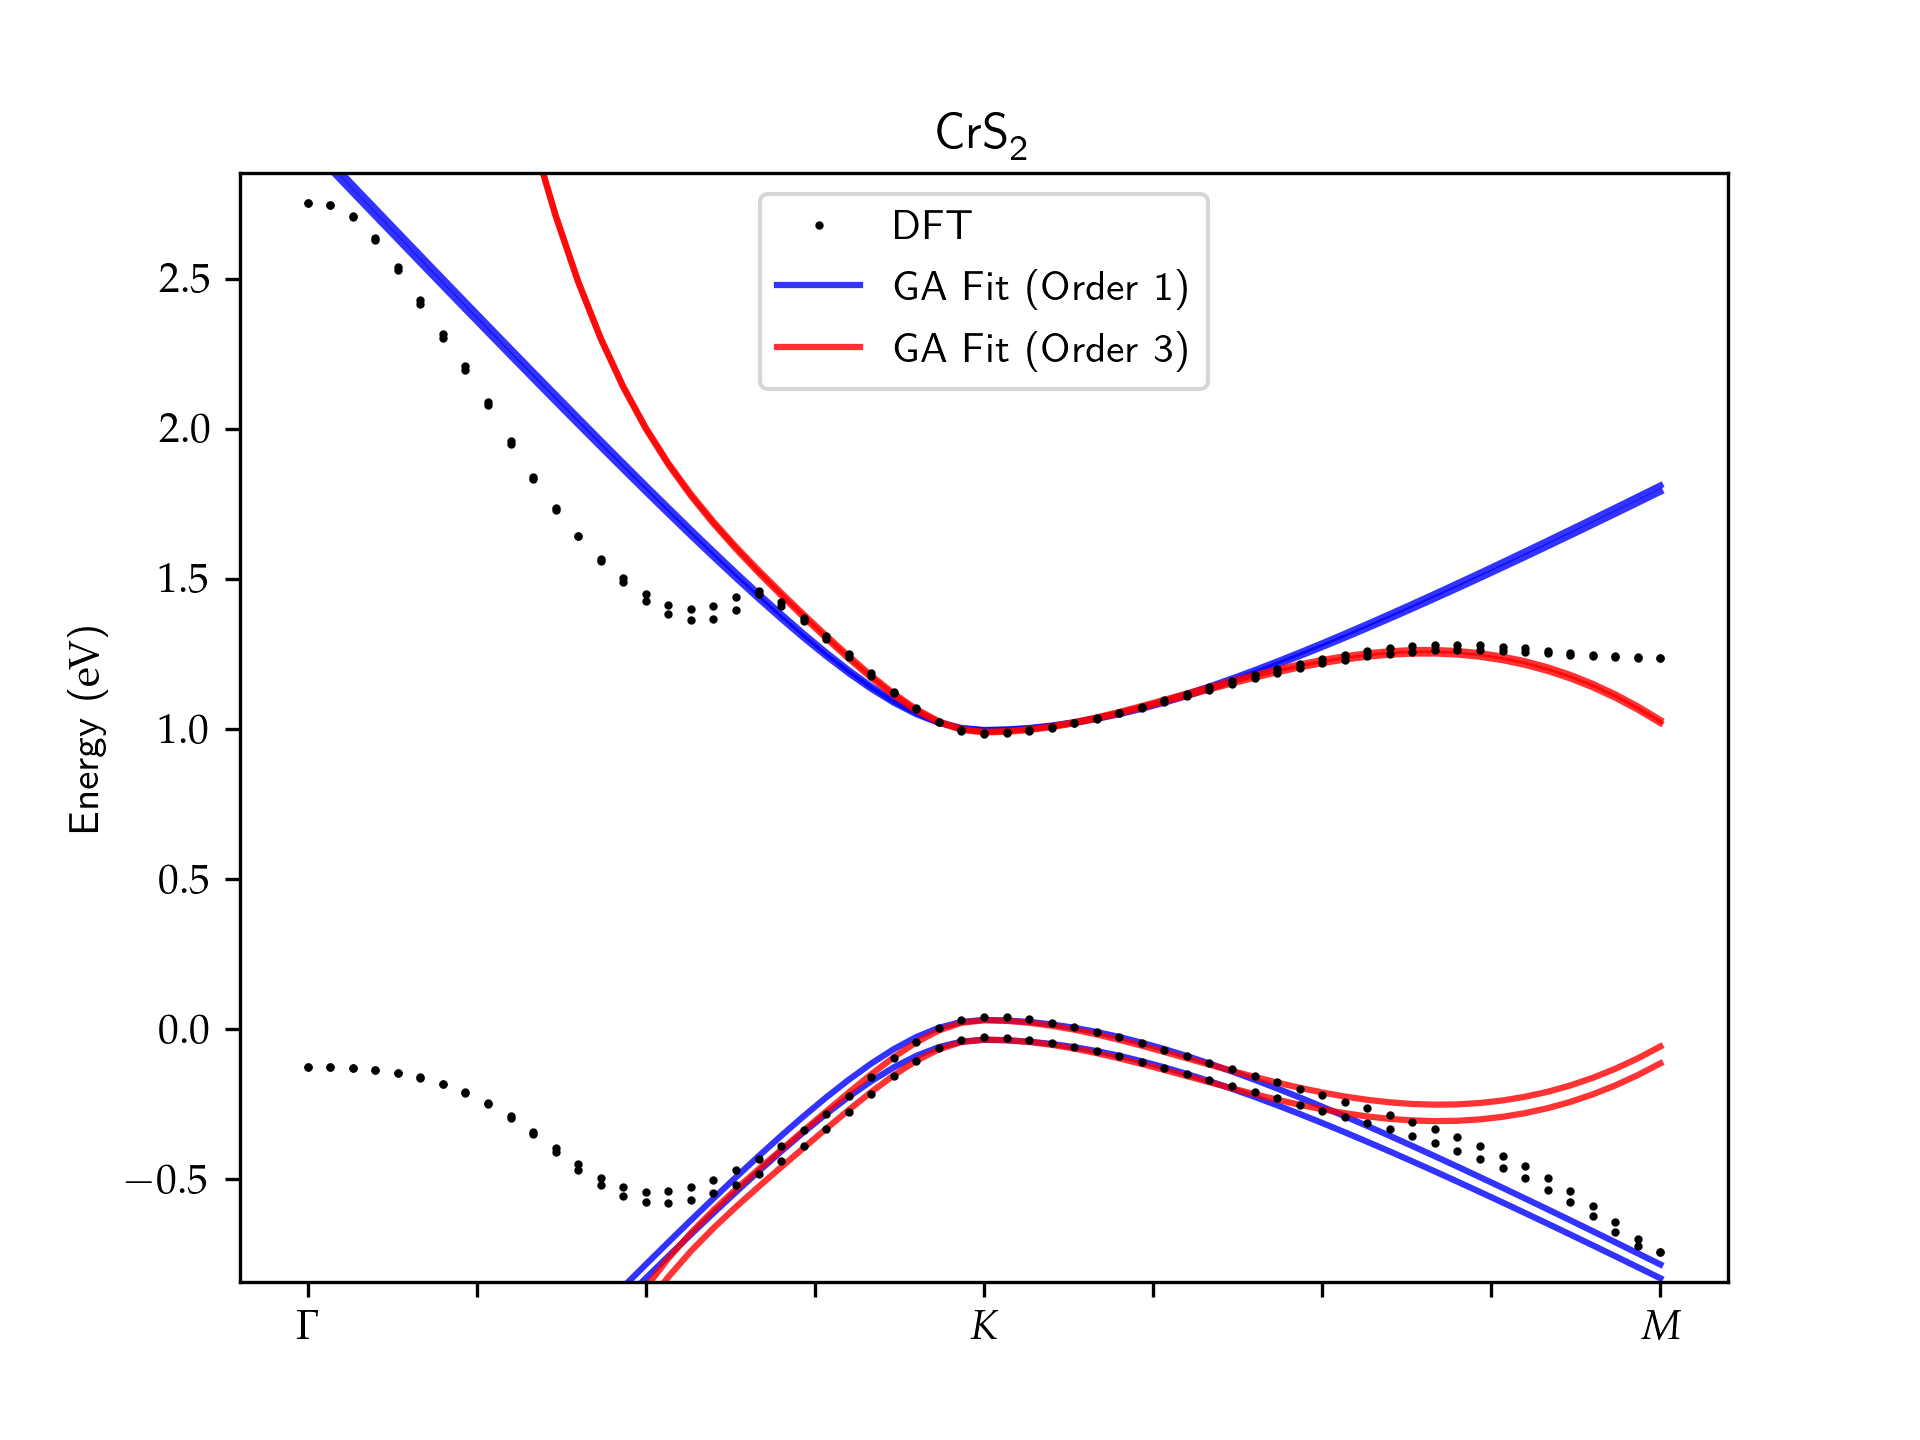 CrS₂
DFT
GA Fit (Order 1)
GA Fit (Order 3)
Energy (eV)
2.5
2.0
1.5
1.0
0.5
0.0
−0.5
Γ
K
M